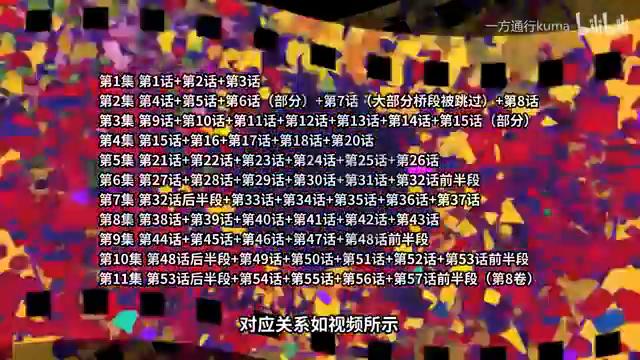 一方通行kuma_ bilibili
第1集 第1话+第2话+第3话
第2集 第4话+第5话+第6话（部分）+第7话（大部分桥段被跳过）+第8话
第3集 第9话+第10话+第11话+第12话+第13话+第14话+第15话（部分）
第4集 第15话+第16+第17话+第18话+第20话
第5集 第21话+第22话+第23话+第24话+第25话+第26话
第6集 第27话+第28话+第29话+第30话+第31话+第32话前半段
第7集 第32话后半段+第33话+第34话+第35话+第36话+第37话
第8集 第38话+第39话+第40话+第41话+第42话+第43话
第9集 第44话+第45话+第46话+第47话+第48话前半段
第10集 第48话后半段+第49话+第50话+第51话+第52话+第53话前半段
第11集 第53话后半段+第54话+第55话+第56话+第57话前半段（第8卷）
对应关系如视频所示